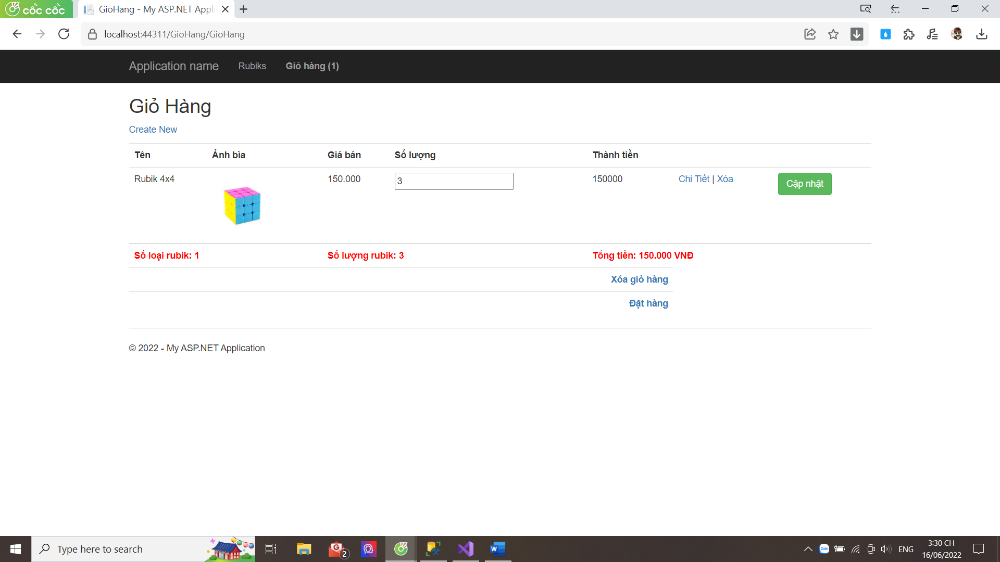 cốc cốc
GioHang - My ASP.NET Appli
localhost:44311/GioHang/GioHang
Application name Rubiks Giỏ hàng (1)
Giỏ Hàng
Create New
Tên Ảnh bìa Giá bán Số lượng Thành tiền
Rubik 4x4 150.000 3 150000 Chi Tiết | Xóa Cập nhật
Số loại rubik: 1 Số lượng rubik: 3 Tổng tiền: 150.000 VNĐ
Xóa giỏ hàng
Đặt hàng
© 2022 - My ASP.NET Application
Type here to search
G 2
W
Zalo
ENG
3:30 CH
16/06/2022